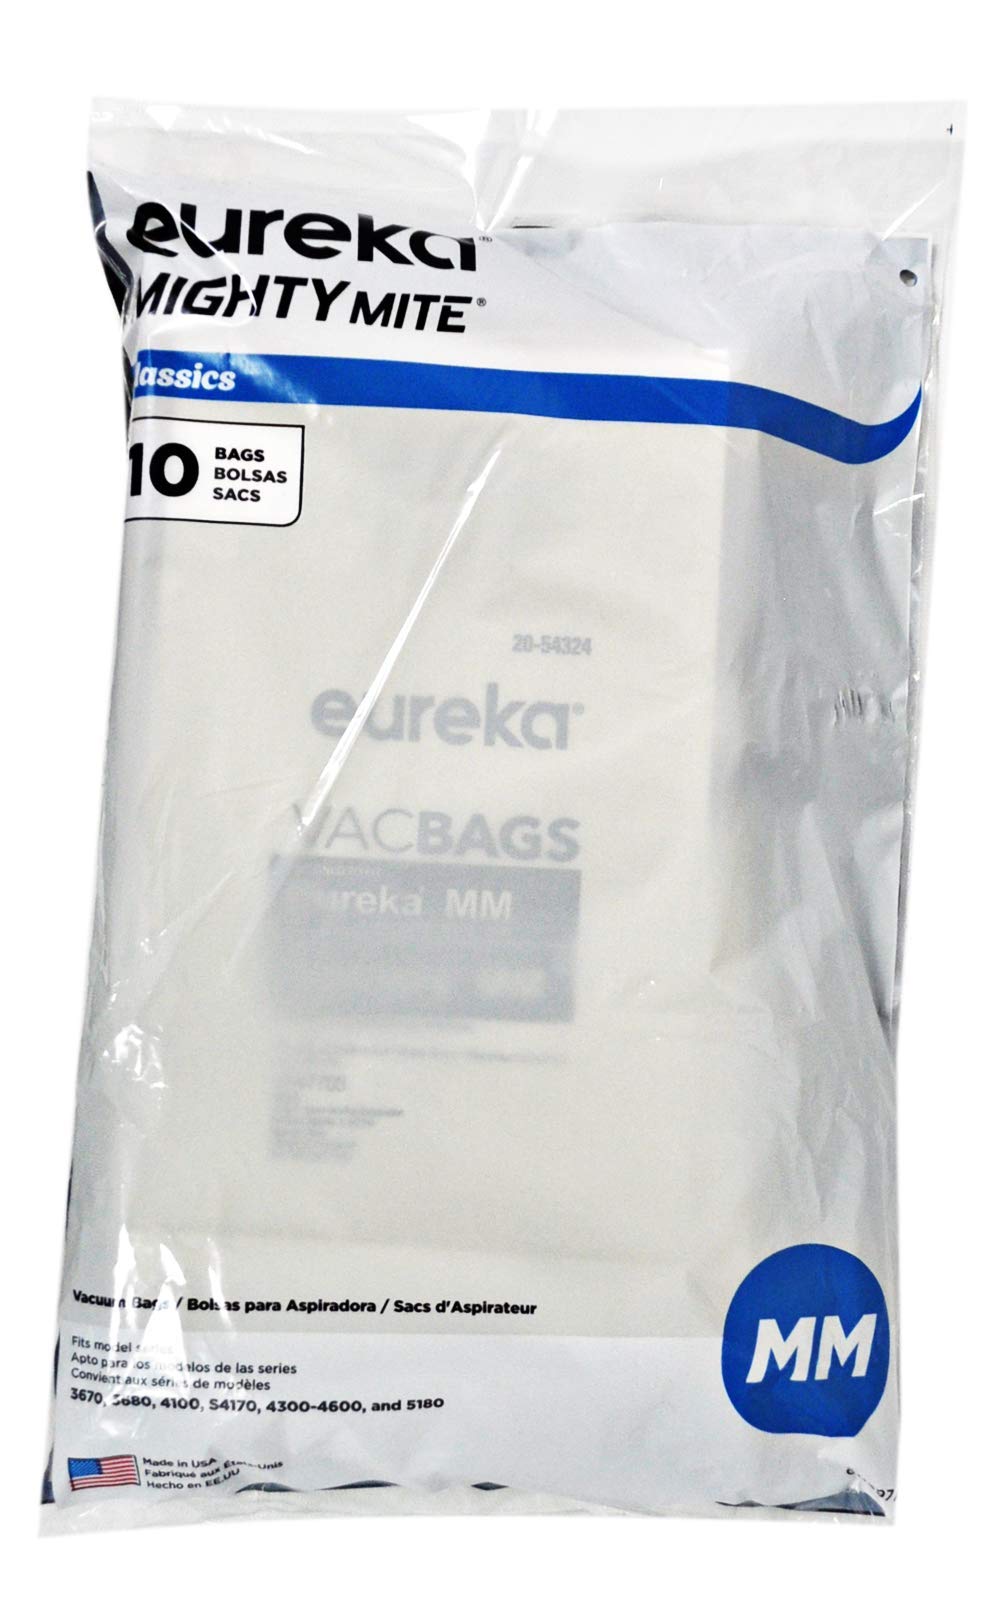 eureka®
MIGHTY MITE®
classics
10 BAGS
BOLSAS
SACS
20-54324
eureka®
VACBAGS
eureka MM
Vacuum Bags / Bolsas para Aspiradora / Sacs d'Aspirateur
Fits model series
Apto para los modelos de las series
Convient aux séries de modèles
3670, 3680, 4100, S4170, 4300-4600, and 5180
MM
Made in USA États-Unis
Fabriqué aux
Hecho en EE.UU